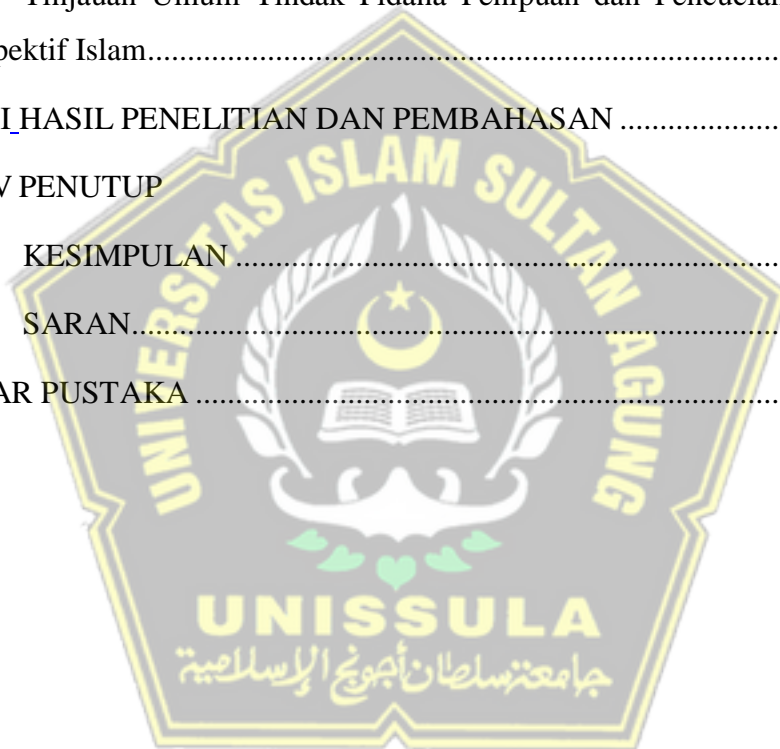 Tinjauan Umum Tindak Pidana Penipuan dan Pencucian
pektif Islam
I HASIL PENELITIAN DAN PEMBAHASAN
V PENUTUP
KESIMPULAN
SARAN
AR PUSTAKA
UNIVERSITAS ISLAM SULTAN AGUNG
UNISSULA
جامعة سلطان أجونج الإسلامية